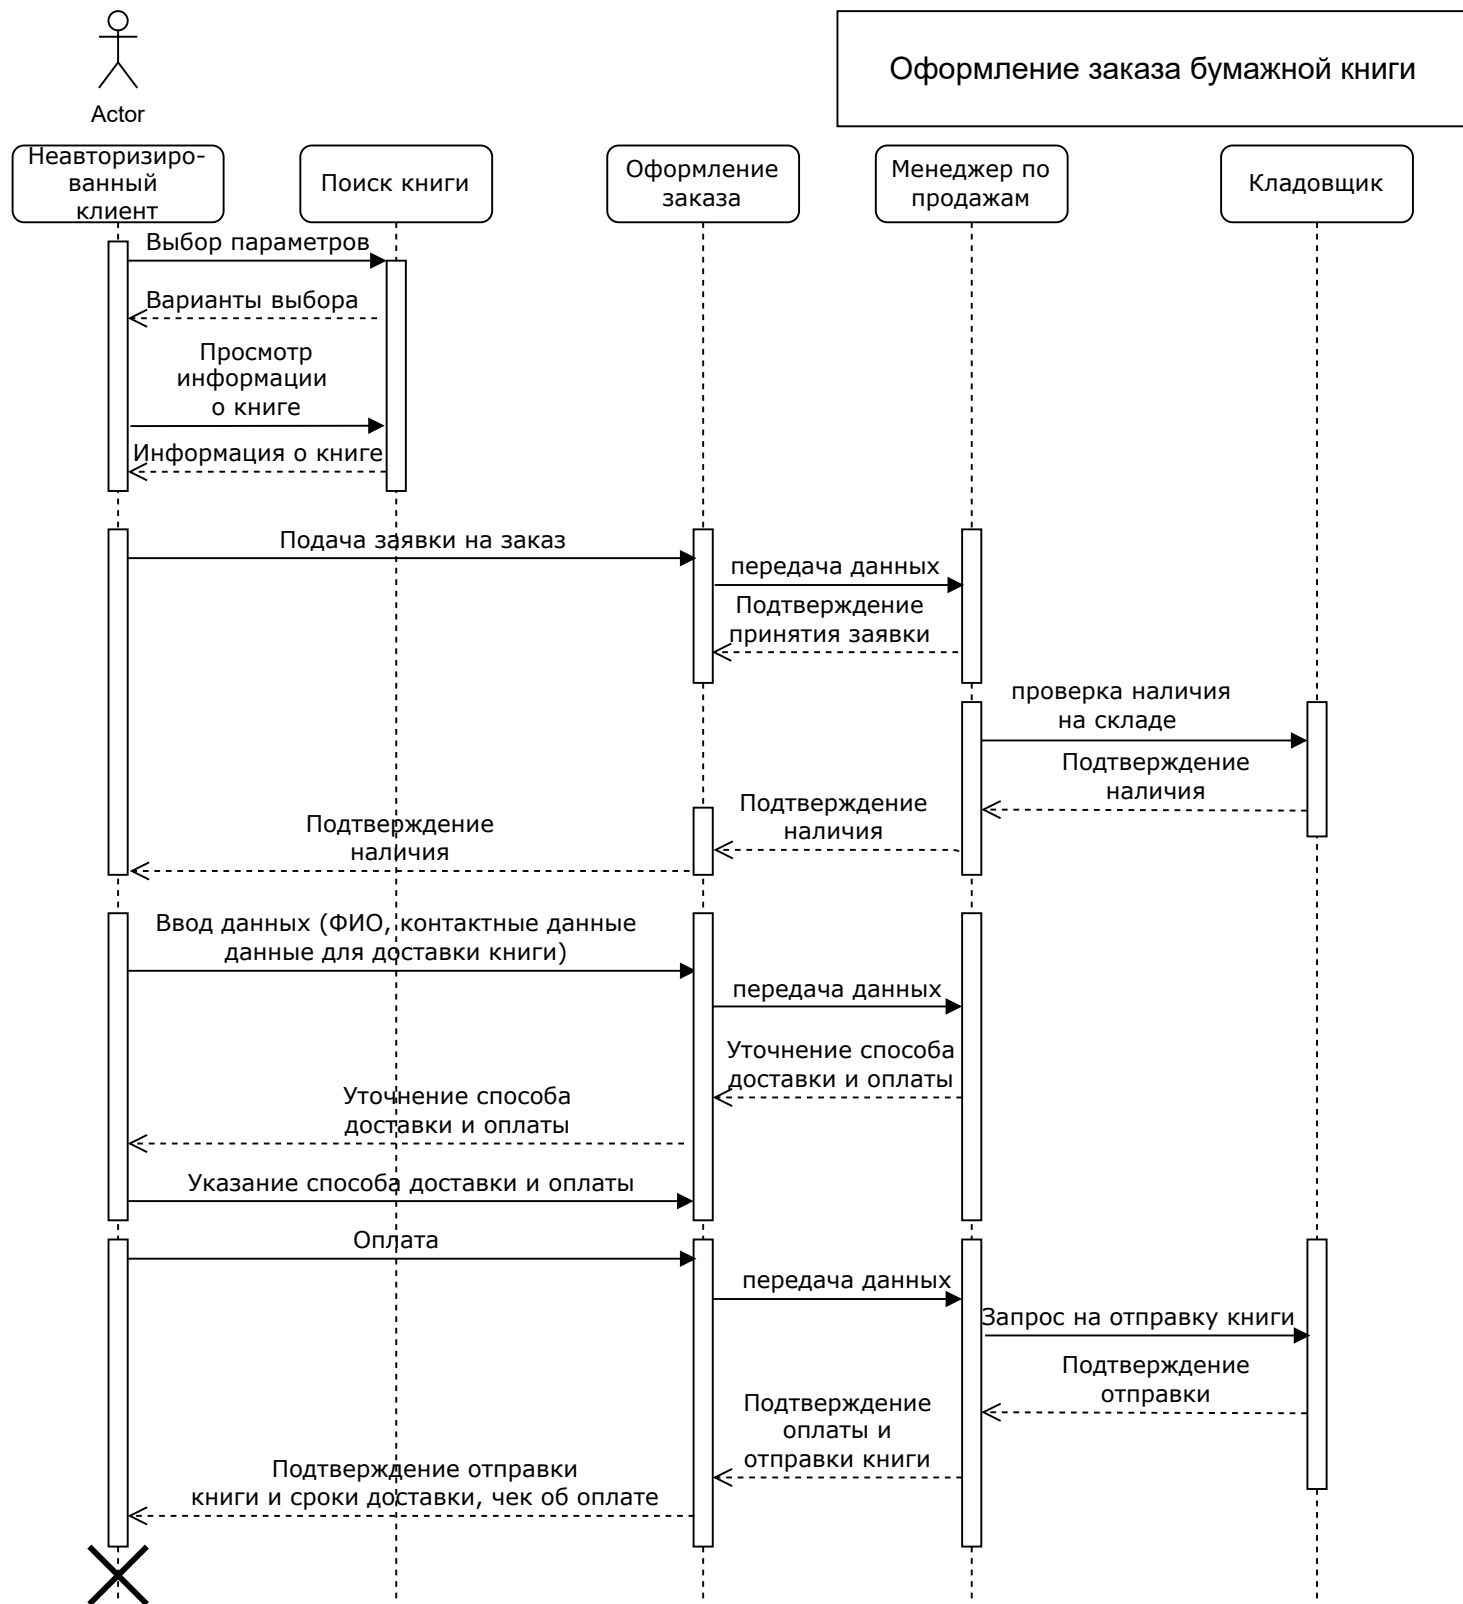 Actor
Оформление заказа бумажной книги
Неавторизиро-
ванный
клиент
Поиск книги
Оформление
заказа
Менеджер по
продажам
Кладовщик
Выбор параметров
Варианты выбора
Просмотр
информации
о книге
Информация о книге
Подача заявки на заказ
передача данных
Подтверждение
принятия заявки
проверка наличия
на складе
Подтверждение
наличия
Подтверждение
наличия
Подтверждение
наличия
Ввод данных (ФИО, контактные данные
данные для доставки книги)
передача данных
Уточнение способа
доставки и оплаты
Уточнение способа
доставки и оплаты
Указание способа доставки и оплаты
Оплата
передача данных
Запрос на отправку книги
Подтверждение
отправки
Подтверждение
оплаты и
отправки книги
Подтверждение отправки
книги и сроки доставки, чек об оплате